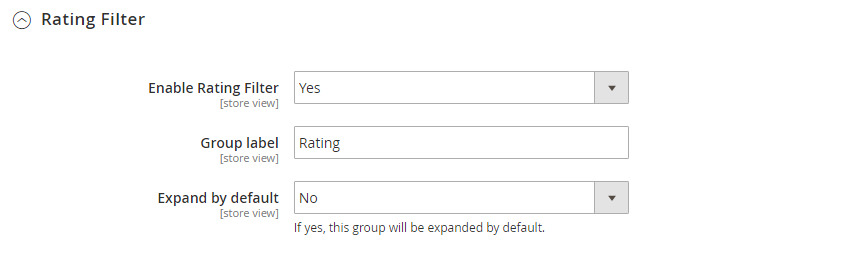 Rating Filter
Enable Rating Filter Yes
[store view]
Group label Rating
[store view]
Expand by default No
[store view]
If yes, this group will be expanded by default.